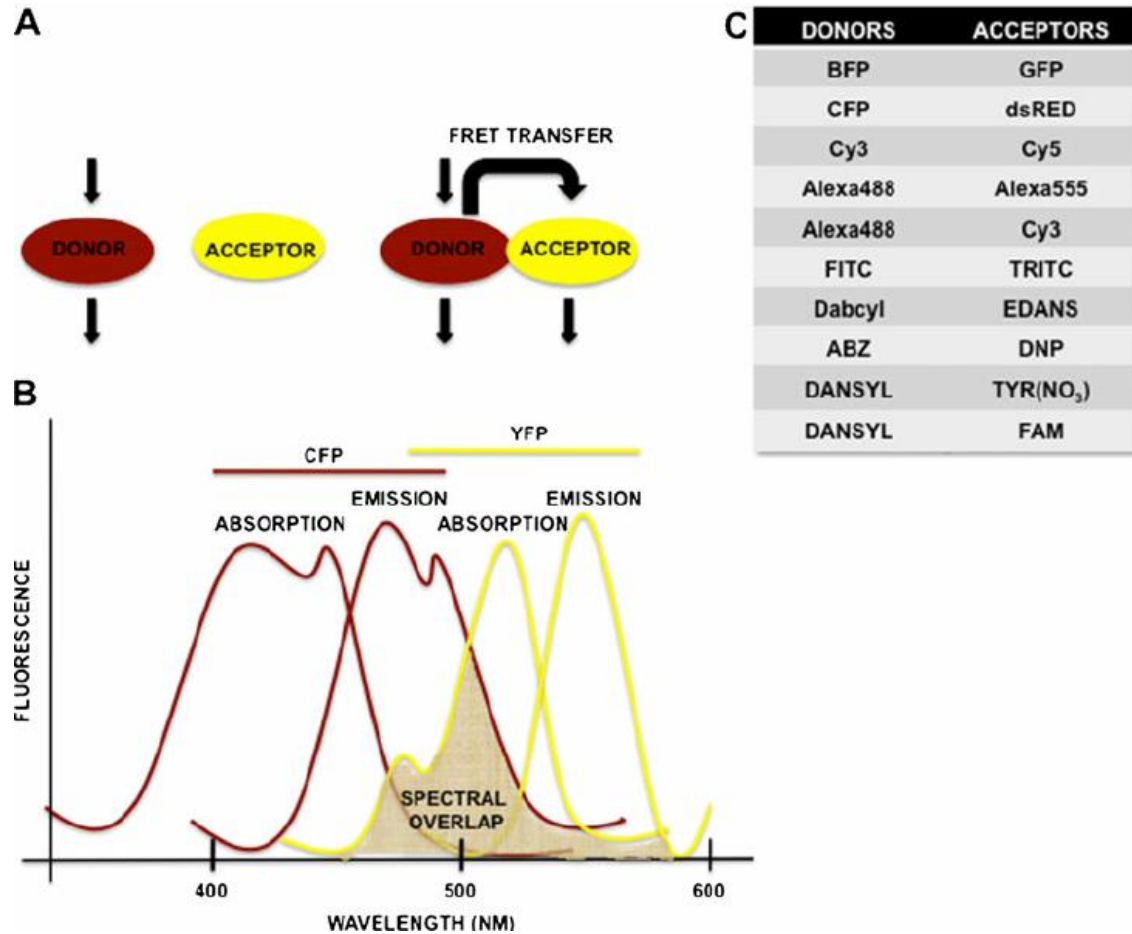 A
FRET TRANSFER
DONOR
ACCEPTOR
DONOR
ACCEPTOR
B
CFP
YFP
ABSORPTION
EMISSION
ABSORPTION
EMISSION
SPECTRAL
OVERLAP
FLUORESCENCE
400
500
600
WAVELENGTH (NM)
C
DONORS ACCEPTORS
BFP GFP
CFP dsRED
Cy3 Cy5
Alexa488 Alexa555
Alexa488 Cy3
FITC TRITC
Dabcyl EDANS
ABZ DNP
DANSYL TYR(NO₃)
DANSYL FAM